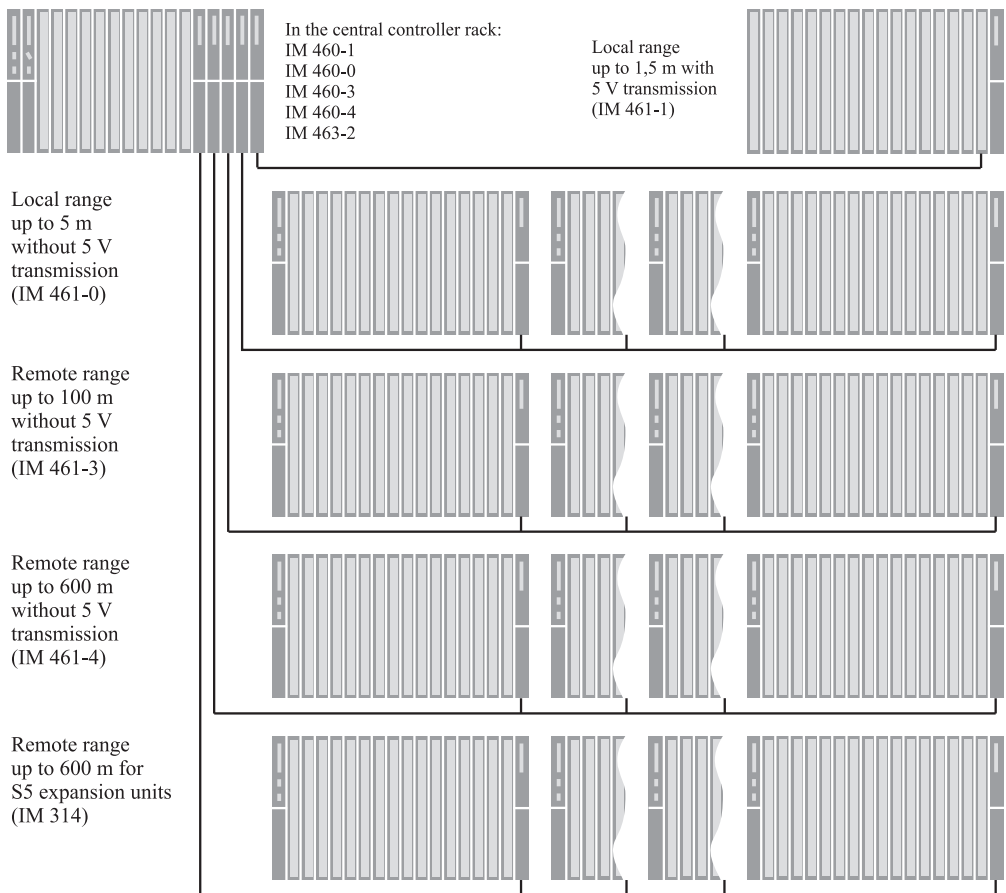 In the central controller rack:
IM 460-1
IM 460-0
IM 460-3
IM 460-4
IM 463-2
Local range
up to 1,5 m with
5 V transmission
(IM 461-1)
Local range
up to 5 m
without 5 V
transmission
(IM 461-0)
Remote range
up to 100 m
without 5 V
transmission
(IM 461-3)
Remote range
up to 600 m
without 5 V
transmission
(IM 461-4)
Remote range
up to 600 m for
S5 expansion units
(IM 314)